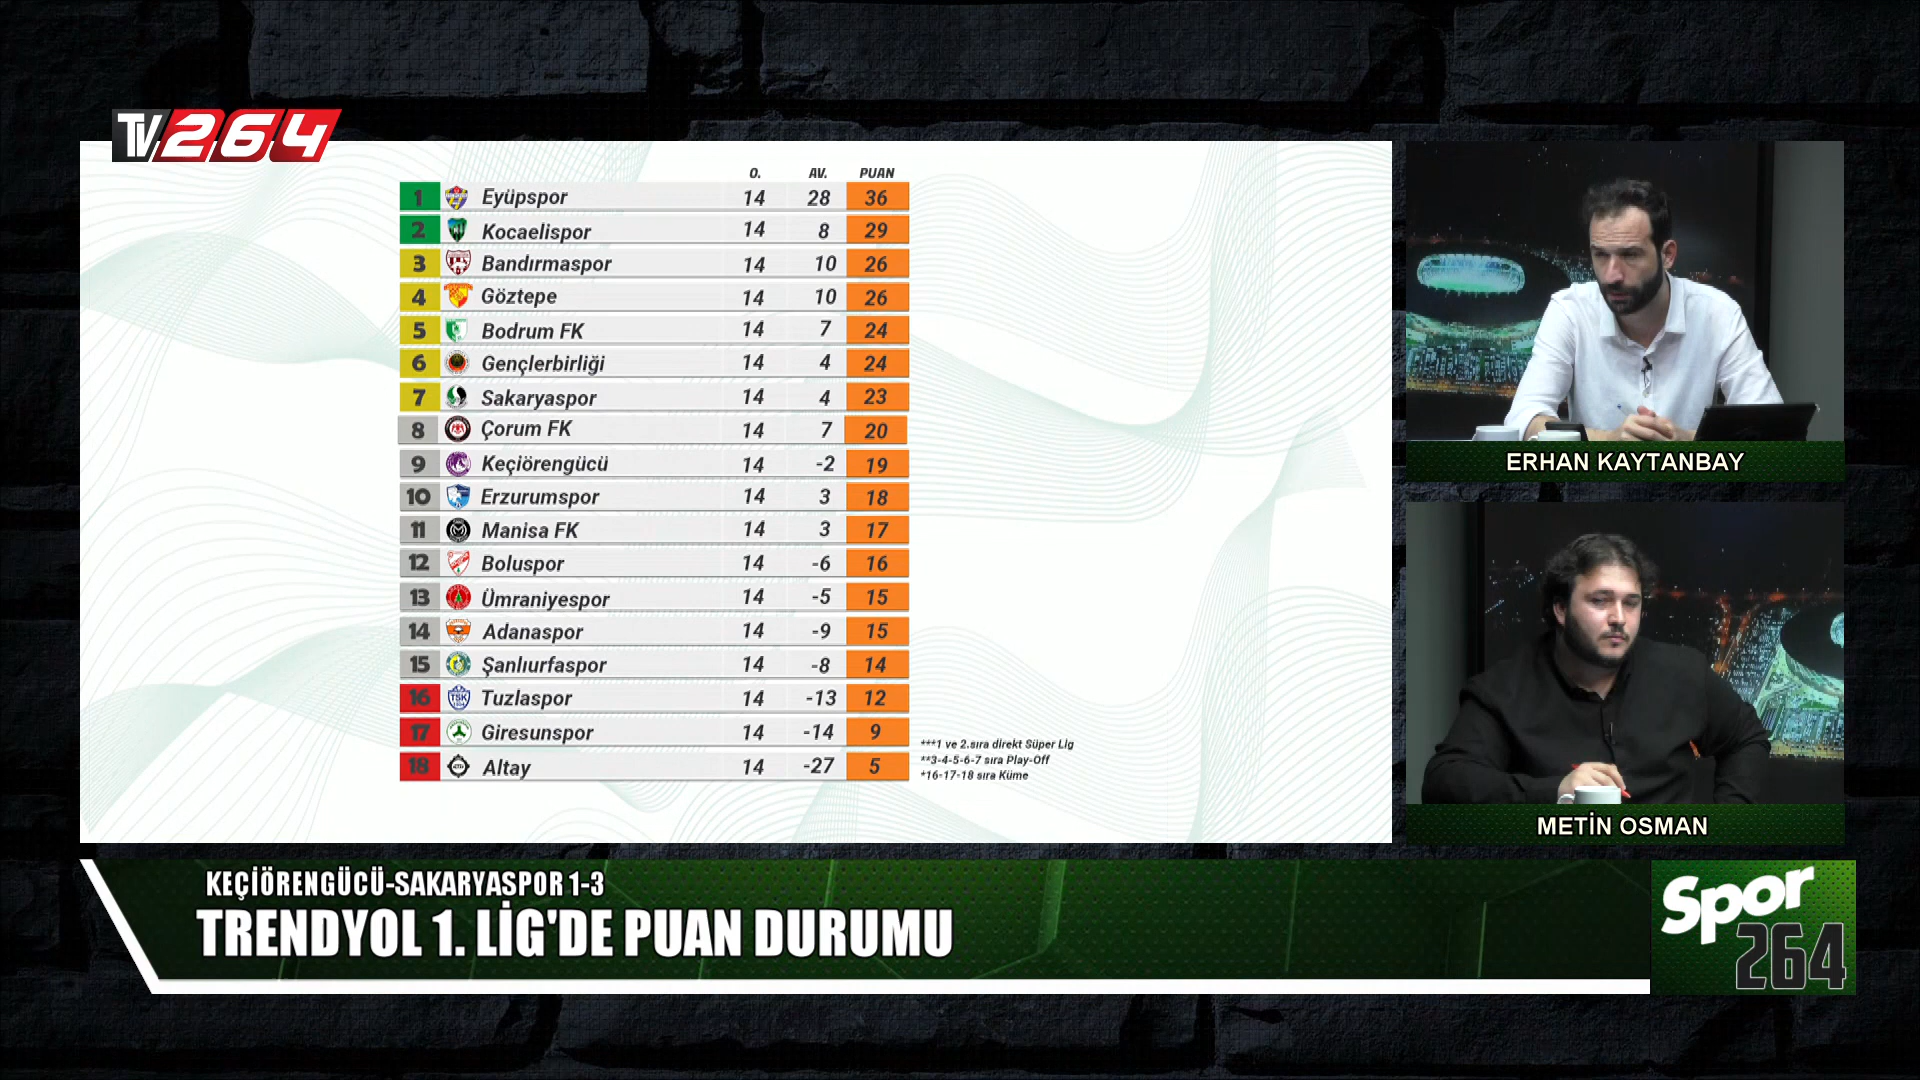 TV264
O. AV. PUAN
1 Eyüpspor 14 28 36
2 Kocaelispor 14 8 29
3 Bandırmaspor 14 10 26
4 Göztepe 14 10 26
5 Bodrum FK 14 7 24
6 Gençlerbirliği 14 4 24
7 Sakaryaspor 14 4 23
8 Çorum FK 14 7 20
9 Keçiörengücü 14 -2 19
10 Erzurumspor 14 3 18
11 Manisa FK 14 3 17
12 Boluspor 14 -6 16
13 Ümraniyespor 14 -5 15
14 Adanaspor 14 -9 15
15 Şanlıurfaspor 14 -8 14
16 Tuzlaspor 14 -13 12
17 Giresunspor 14 -14 9
18 Altay 14 -27 5
***1 ve 2.sıra direkt Süper Lig
**3-4-5-6-7 sıra Play-Off
*16-17-18 sıra Küme
ERHAN KAYTANBAY
METİN OSMAN
KEÇİÖRENGÜCÜ-SAKARYASPOR 1-3
TRENDYOL 1. LİG'DE PUAN DURUMU
Spor
264